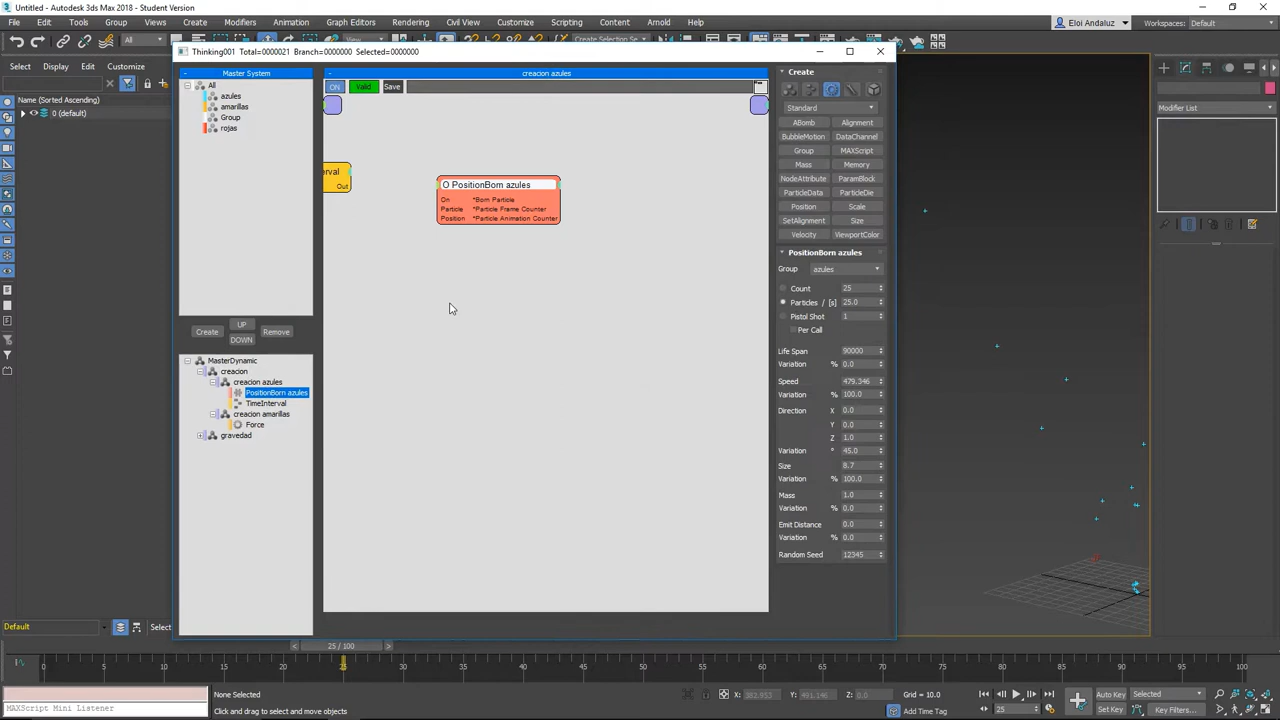 Untitled - Autodesk 3ds Max 2018 - Student Version
File Edit Tools Group Views Create Modifiers Animation Graph Editors Rendering Civil View Customize Scripting Content Arnold Help
Eloi Andaluz
Workspaces: Default
All
Create Selection Se
Thinking001 Total=0000021 Branch=0000000 Selected=0000000
Select Display Edit Customize
Name (Sorted Ascending)
0 (default)
Master System
All
azules
amarillas
Group
rojas
Create
UP
DOWN
Remove
MasterDynamic
creacion
creacion azules
PositionBorn azules
TimeInterval
creacion amarillas
Force
gravedad
creacion azules
ON Valid Save
erval
Out
O PositionBorn azules
On *Born Particle
Particle *Particle Frame Counter
Position *Particle Animation Counter
Create
Standard
ABomb Alignment
BubbleMotion DataChannel
Group MAXScript
Mass Memory
NodeAttribute ParamBlock
ParticleData ParticleDie
Position Scale
SetAlignment Size
Velocity ViewportColor
PositionBorn azules
Group azules
Count 25
Particles / [s] 25.0
Pistol Shot 1
Per Call
Life Span 90000
Variation % 0.0
Speed 479.346
Variation % 100.0
Direction X 0.0
Y 0.0
Z 1.0
Variation ° 45.0
Size 8.7
Variation % 100.0
Mass 1.0
Variation % 0.0
Emit Distance 0.0
Variation % 0.0
Random Seed 12345
Modifier List
Default
Select
< 25 / 100 >
0 5 10 15 20 25 30 35 40 45 50 55 60 65 70 75 80 85 90 95 100
None Selected
X: 382.953 Y: 491.146 Z: 0.0 Grid = 10.0
Auto Key Selected
MAXScript Mini Listener
Click and drag to select and move objects
Add Time Tag
25
Set Key Key Filters...